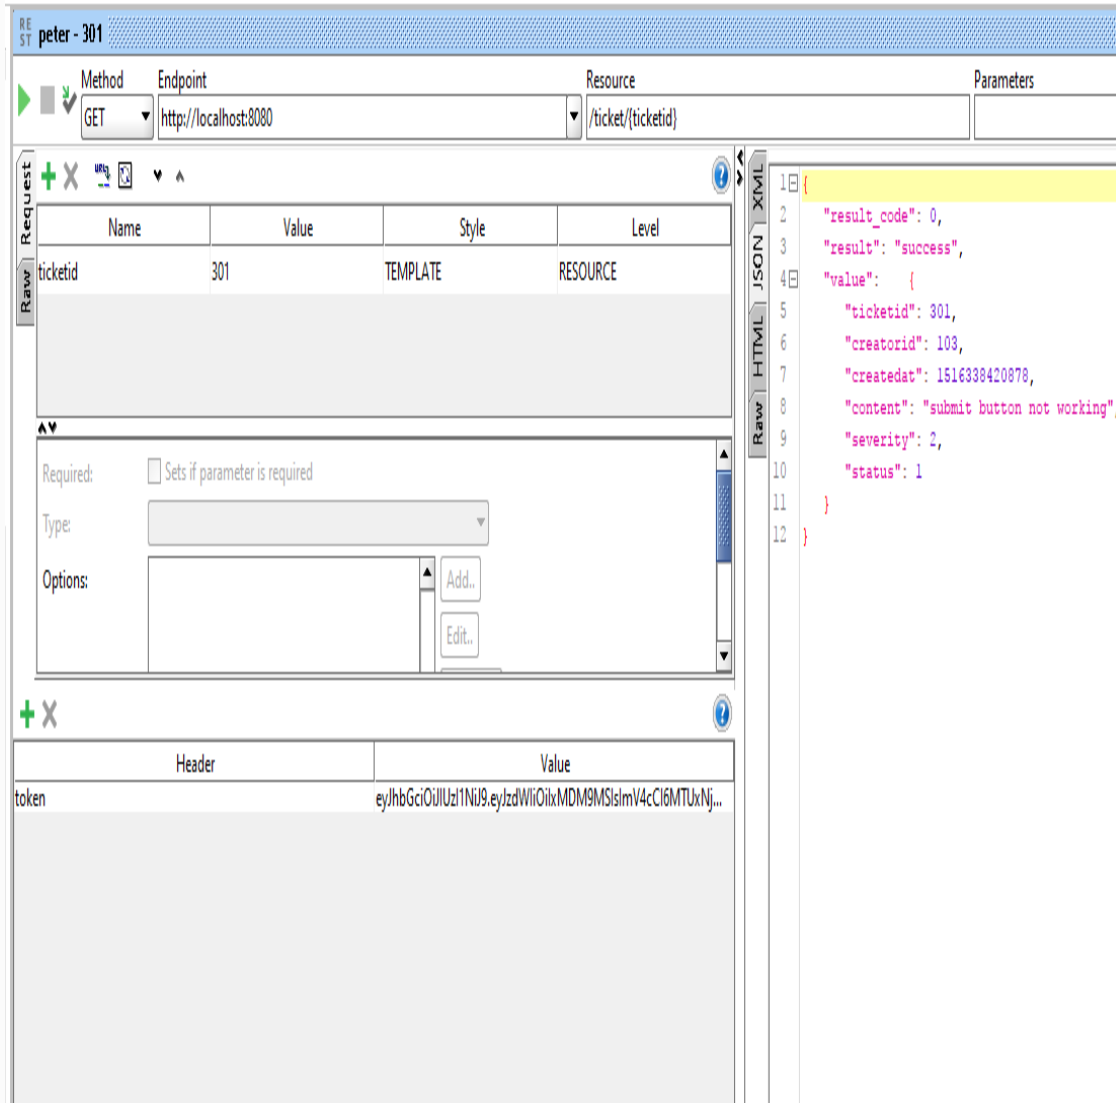 REST peter - 301
Method Endpoint Resource Parameters
GET http://localhost:8080 /ticket/{ticketid}
Request
Raw
Name Value Style Level
ticketid 301 TEMPLATE RESOURCE
Required: Sets if parameter is required
Type:
Options:
Add..
Edit..
Header Value
token eyJhbGciOiJIUzI1NiJ9.eyJzdWIiOiIxMDM9MSIsImV4cCI6MTUxNj...
XML
JSON
HTML
Raw
1 {
2 "result_code": 0,
3 "result": "success",
4 "value": {
5 "ticketid": 301,
6 "creatorid": 103,
7 "createdat": 1516338420878,
8 "content": "submit button not working",
9 "severity": 2,
10 "status": 1
11 }
12 }